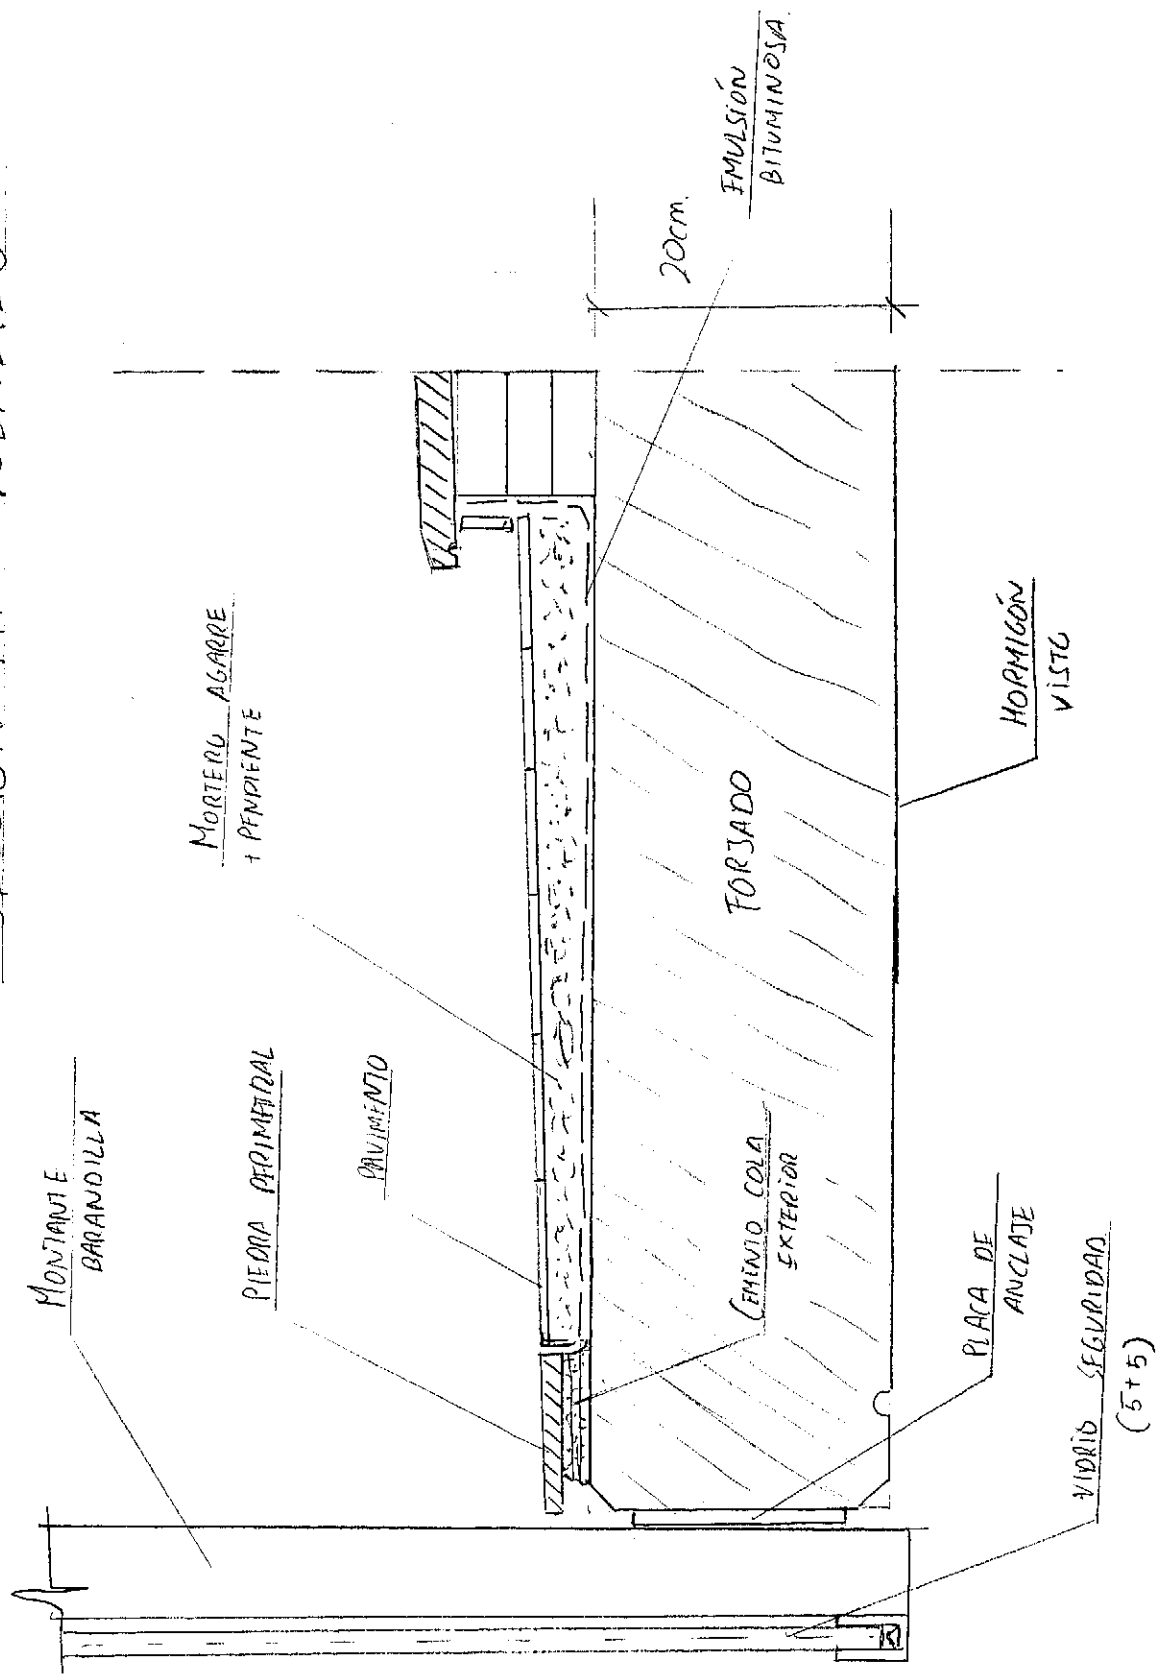 MONTANTE
BARANDILLA
PIEDRA PERIMETRAL
PAVIMENTO
MORTERO AGARRE
+ PENDIENTE
EMULSIÓN
BITUMINOSA
20cm.
FORJADO
CEMENTO COLA
EXTERIOR
HORMIGÓN
VISTO
PLACA DE
ANCLAJE
VIDRIO SEGURIDAD
(5+5)